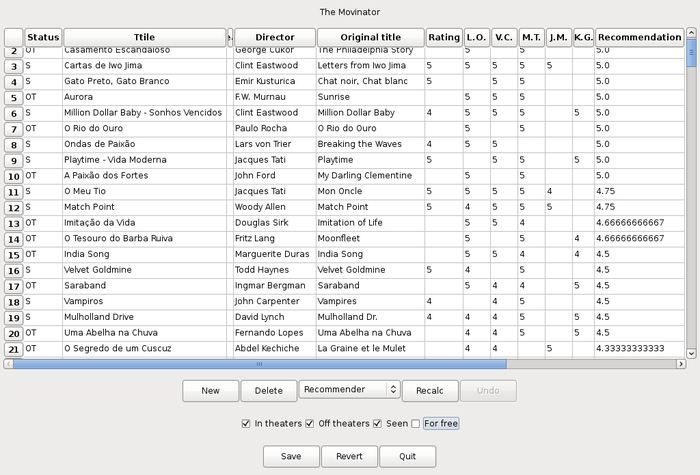 The Movinator
Status Ttile Director Original title Rating L.O. V.C. M.T. J.M. K.G. Recommendation
2 OT Casamento Escandaloso George Cukor The Philadelphia Story 5 5 5.0
3 S Cartas de Iwo Jima Clint Eastwood Letters from Iwo Jima 5 5 5 5 5 5.0
4 S Gato Preto, Gato Branco Emir Kusturica Chat noir, Chat blanc 5 5 5 5.0
5 OT Aurora F.W. Murnau Sunrise 5 5 5 5.0
6 S Million Dollar Baby - Sonhos Vencidos Clint Eastwood Million Dollar Baby 4 5 5 5 5 5.0
7 OT O Rio do Ouro Paulo Rocha O Rio do Ouro 5 5 5.0
8 S Ondas de Paixão Lars von Trier Breaking the Waves 4 5 5 5.0
9 S Playtime - Vida Moderna Jacques Tati Playtime 5 5 5 5 5.0
10 OT A Paixão dos Fortes John Ford My Darling Clementine 5 5 5.0
11 S O Meu Tio Jacques Tati Mon Oncle 5 5 5 5 4 4.75
12 S Match Point Woody Allen Match Point 5 4 5 5 5 4.75
13 OT Imitação da Vida Douglas Sirk Imitation of Life 5 5 4 4.66666666667
14 OT O Tesouro do Barba Ruiva Fritz Lang Moonfleet 5 5 4 4.66666666667
15 OT India Song Marguerite Duras India Song 5 5 4 4 4.5
16 S Velvet Goldmine Todd Haynes Velvet Goldmine 5 4 5 4.5
17 OT Saraband Ingmar Bergman Saraband 5 4 4 5 4.5
18 S Vampiros John Carpenter Vampires 4 4 5 4.5
19 S Mulholland Drive David Lynch Mulholland Dr. 4 4 4 5 5 4.5
20 OT Uma Abelha na Chuva Fernando Lopes Uma Abelha na Chuva 4 4 5 5 4.5
21 OT O Segredo de um Cuscuz Abdel Kechiche La Graine et le Mulet 4 4 5 4.33333333333
New Delete Recommender Recalc Undo
In theaters Off theaters Seen For free
Save Revert Quit